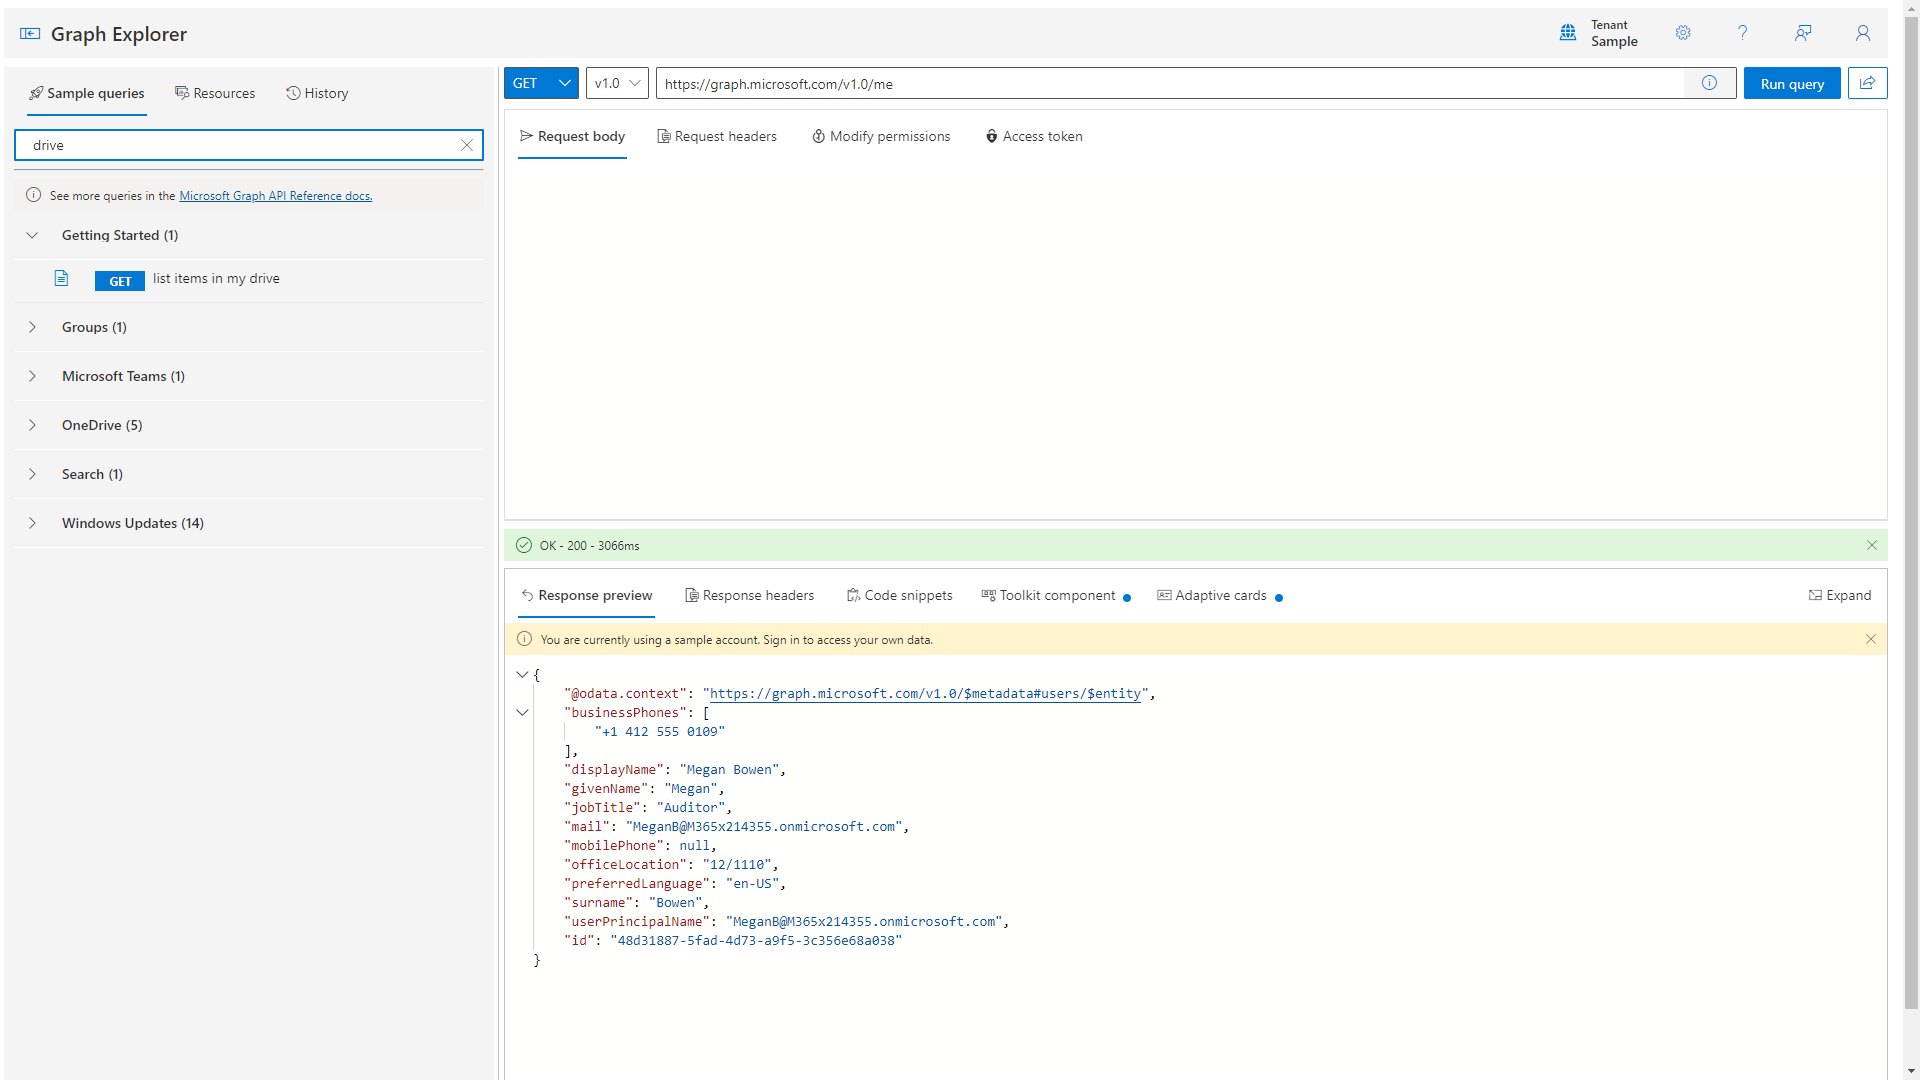 Graph Explorer
Tenant
Sample
Sample queries
Resources
History
drive
See more queries in the Microsoft Graph API Reference docs.
Getting Started (1)
GET list items in my drive
Groups (1)
Microsoft Teams (1)
OneDrive (5)
Search (1)
Windows Updates (14)
GET
v1.0
https://graph.microsoft.com/v1.0/me
Run query
Request body
Request headers
Modify permissions
Access token
OK - 200 - 3066ms
Response preview
Response headers
Code snippets
Toolkit component
Adaptive cards
Expand
You are currently using a sample account. Sign in to access your own data.
{
"@odata.context": "https://graph.microsoft.com/v1.0/$metadata#users/$entity",
"businessPhones": [
"+1 412 555 0109"
],
"displayName": "Megan Bowen",
"givenName": "Megan",
"jobTitle": "Auditor",
"mail": "MeganB@M365x214355.onmicrosoft.com",
"mobilePhone": null,
"officeLocation": "12/1110",
"preferredLanguage": "en-US",
"surname": "Bowen",
"userPrincipalName": "MeganB@M365x214355.onmicrosoft.com",
"id": "48d31887-5fad-4d73-a9f5-3c356e68a038"
}